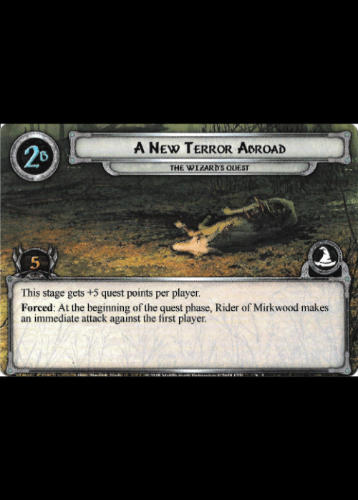 2B
A New Terror Abroad
The Wizard's Quest
5
This stage gets +5 quest points per player.
Forced: At the beginning of the quest phase, Rider of Mirkwood makes
an immediate attack against the first player.